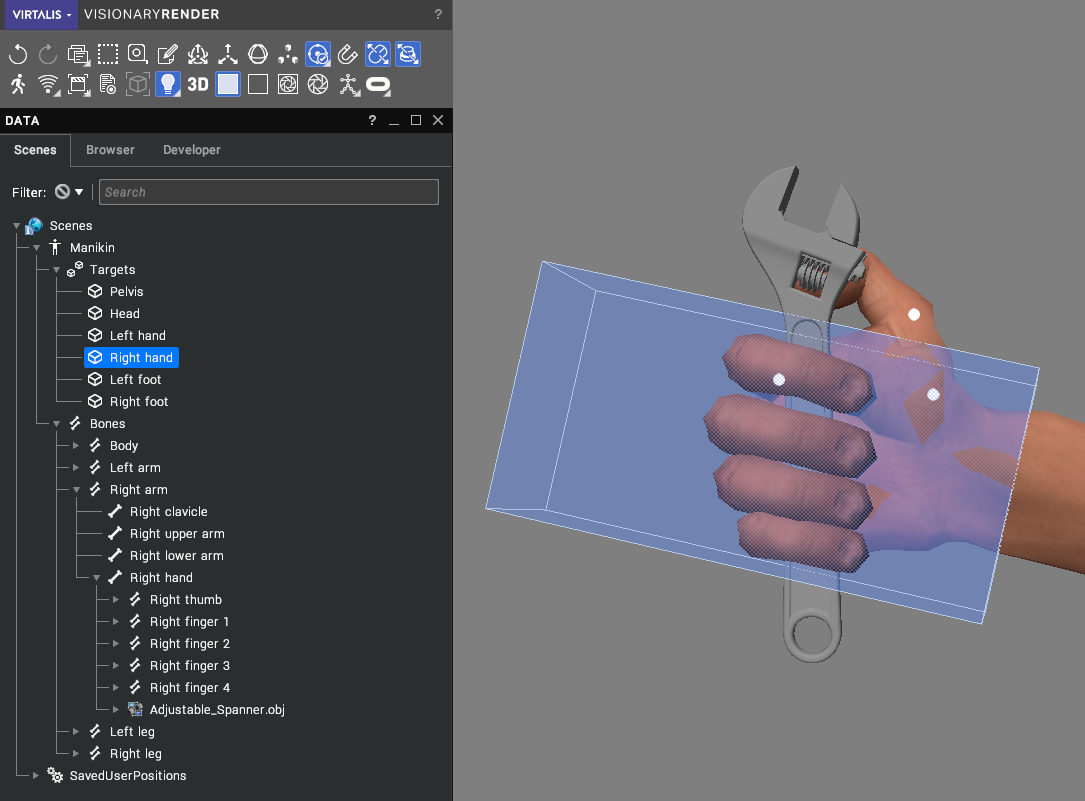 VIRTALIS VISIONARYRENDER ?
3D
DATA ?
Scenes Browser Developer
Filter: Search
Scenes
Manikin
Targets
Pelvis
Head
Left hand
Right hand
Left foot
Right foot
Bones
Body
Left arm
Right arm
Right clavicle
Right upper arm
Right lower arm
Right hand
Right thumb
Right finger 1
Right finger 2
Right finger 3
Right finger 4
Adjustable_Spanner.obj
Left leg
Right leg
SavedUserPositions